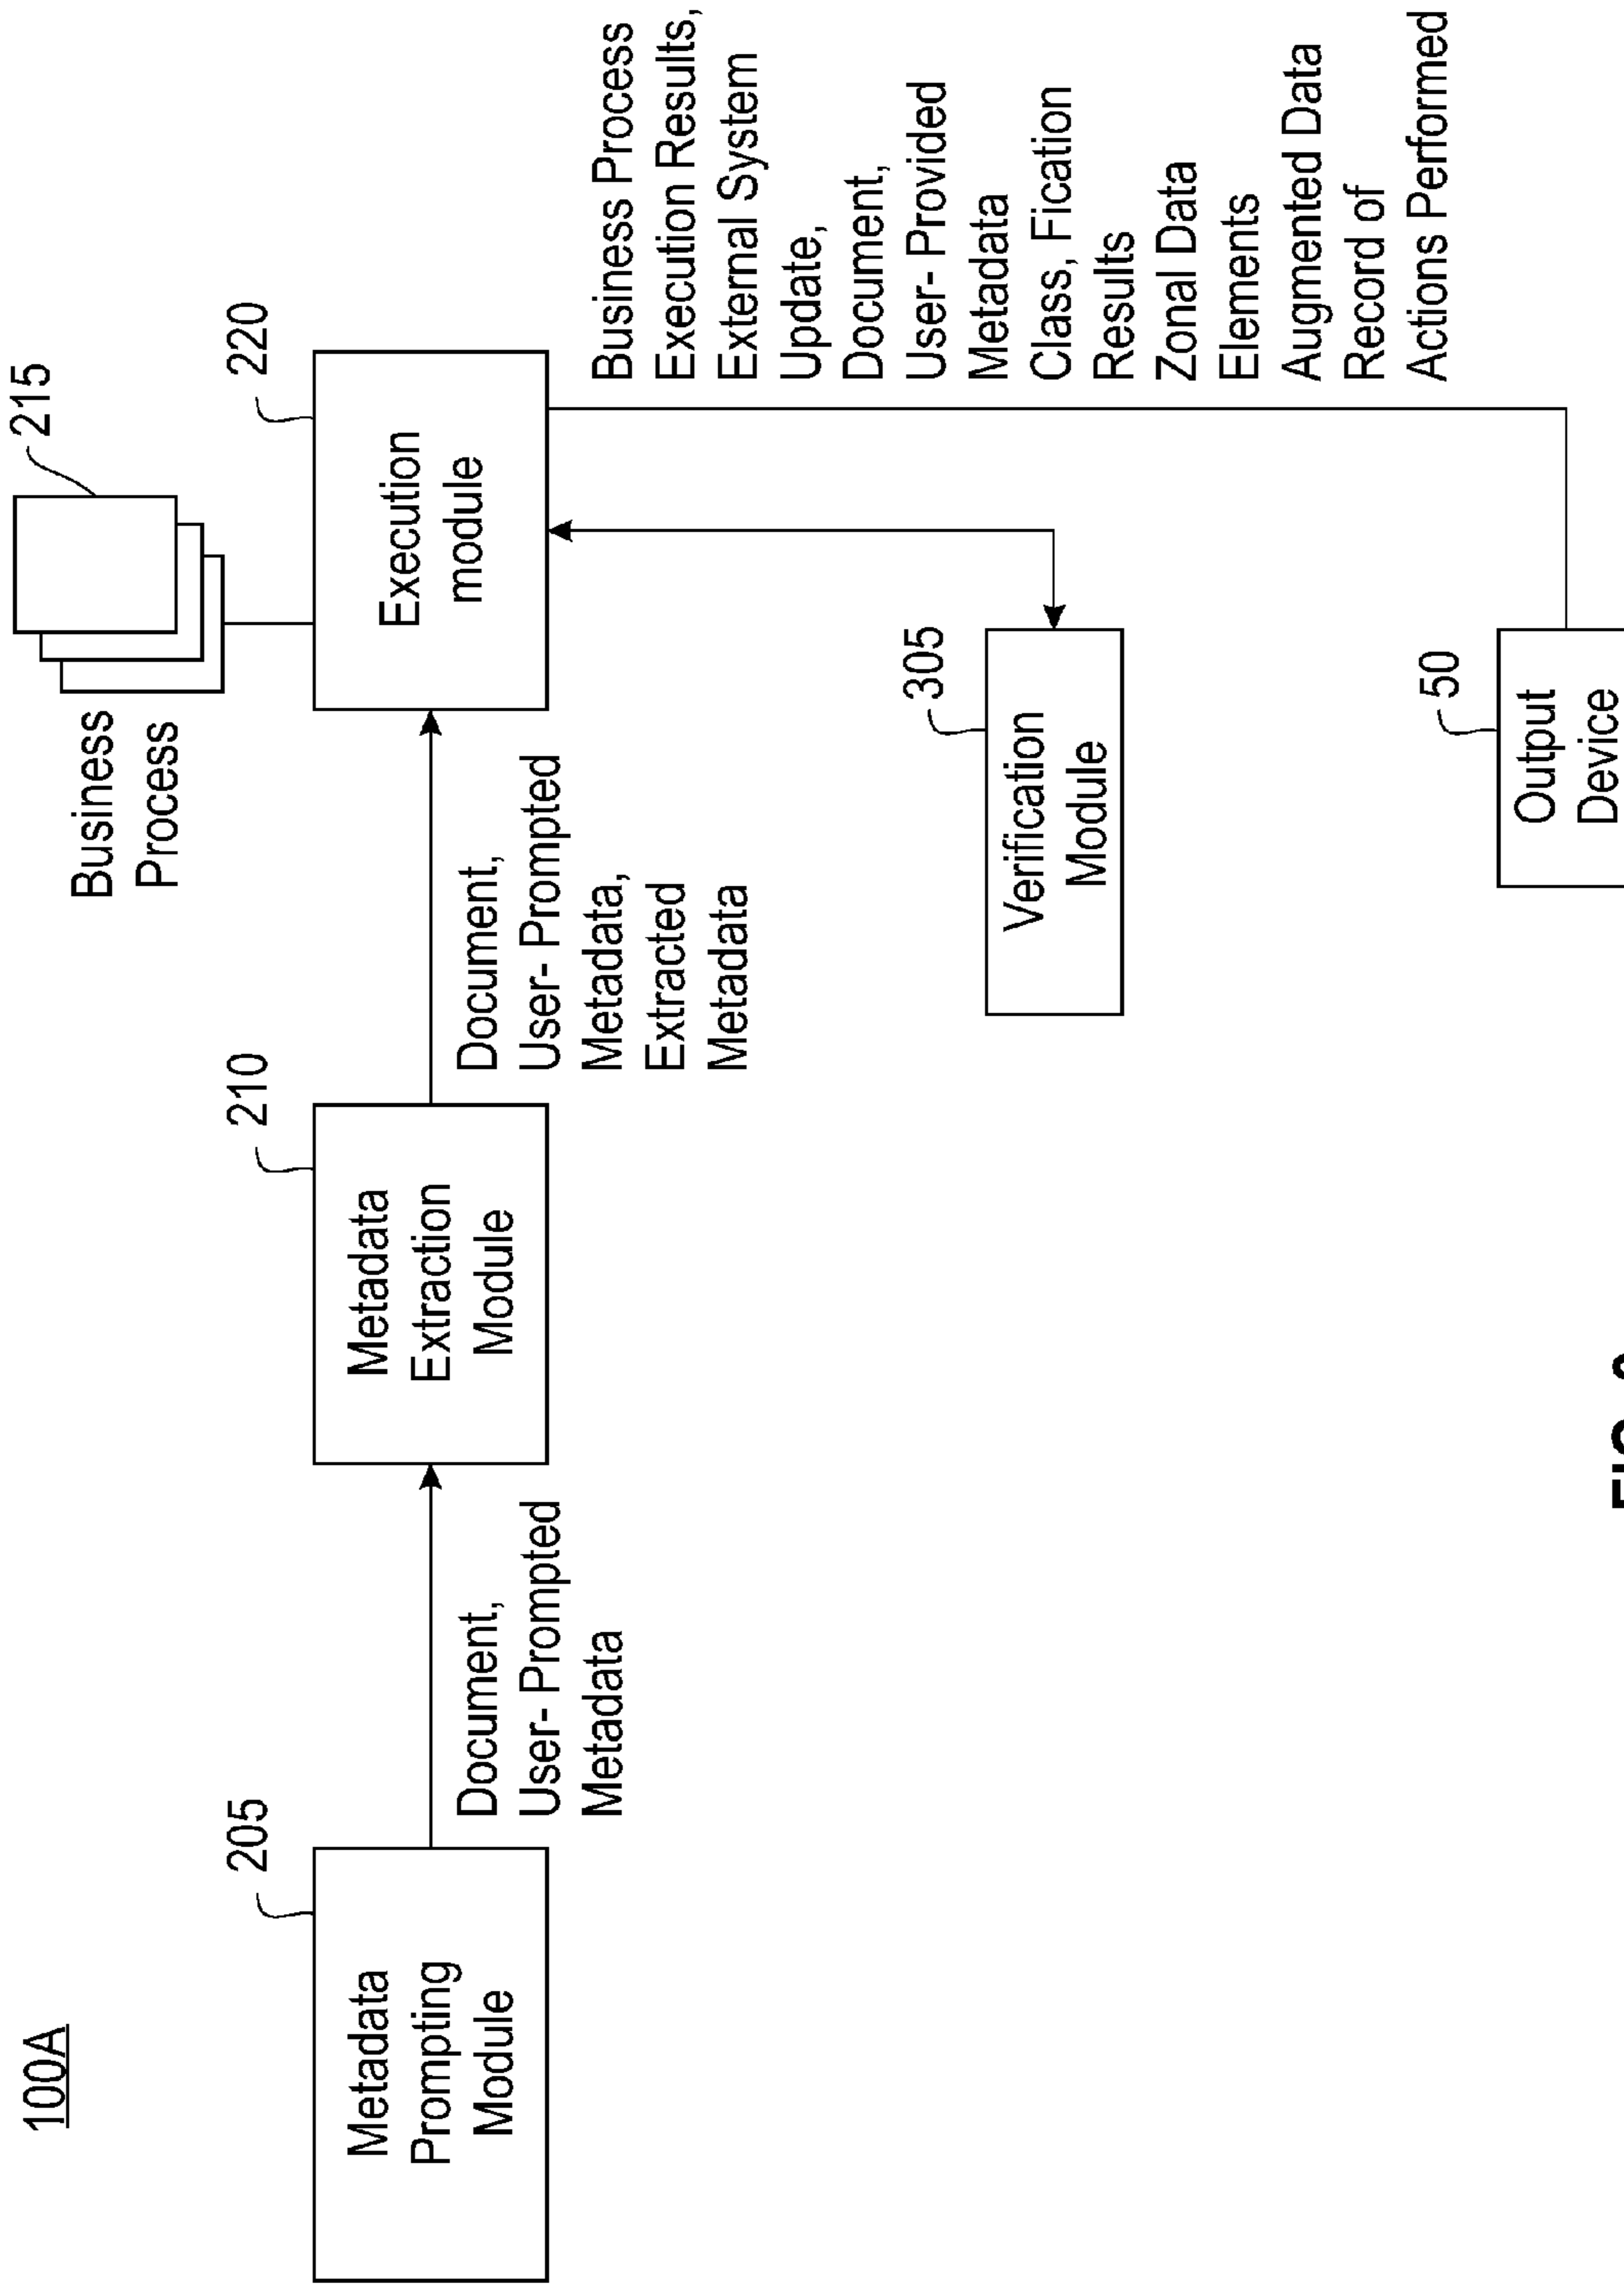 100A
215
Business
Process
205
210
220
Metadata
Prompting
Module
Document,
User- Prompted
Metadata
Metadata
Extraction
Module
Document,
User- Prompted
Metadata,
Extracted
Metadata
Execution
module
Business Process
Execution Results,
External System
Update,
Document,
User- Provided
Metadata
Class, Fication
Results
Zonal Data
Elements
Augmented Data
Record of
Actions Performed
305
Verification
Module
50
Output
Device
FIG.